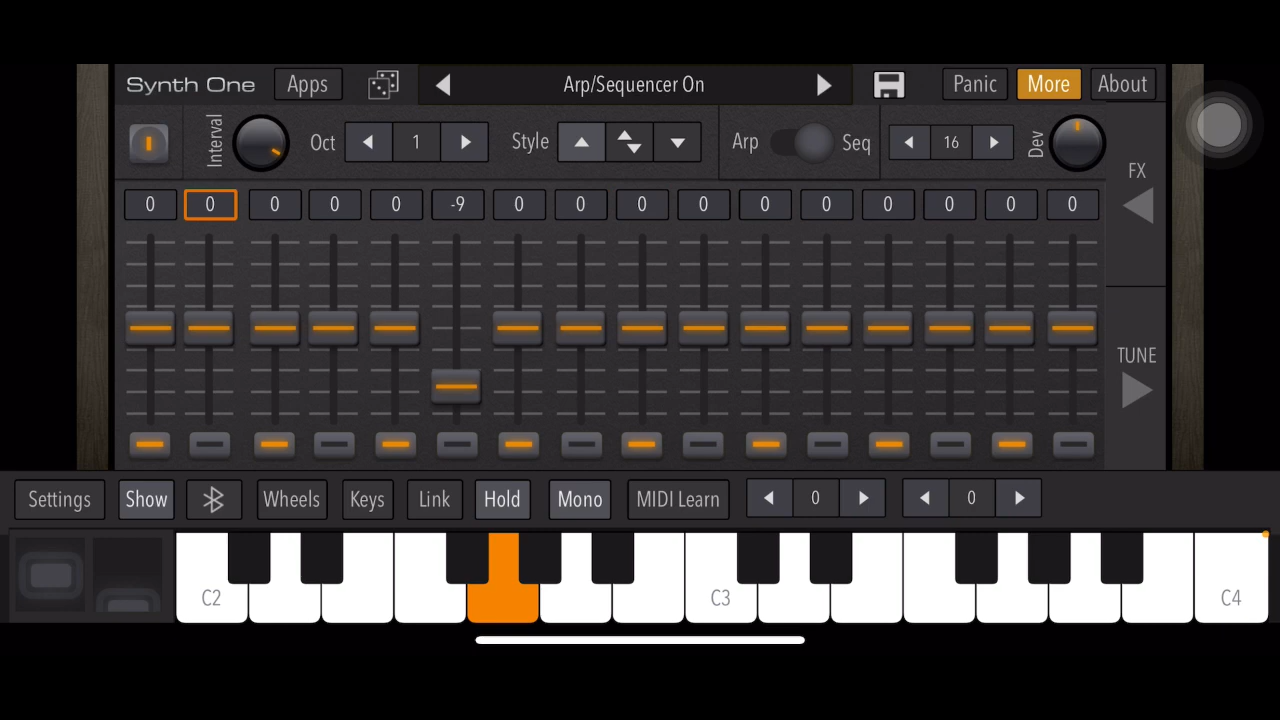 Synth One Apps Arp/Sequencer On Panic More About
Interval Oct 1 Style Arp Seq 16 Dev
FX
0 0 0 0 0 -9 0 0 0 0 0 0 0 0 0 0
TUNE
Settings Show Wheels Keys Link Hold Mono MIDI Learn 0 0
C2 C3 C4